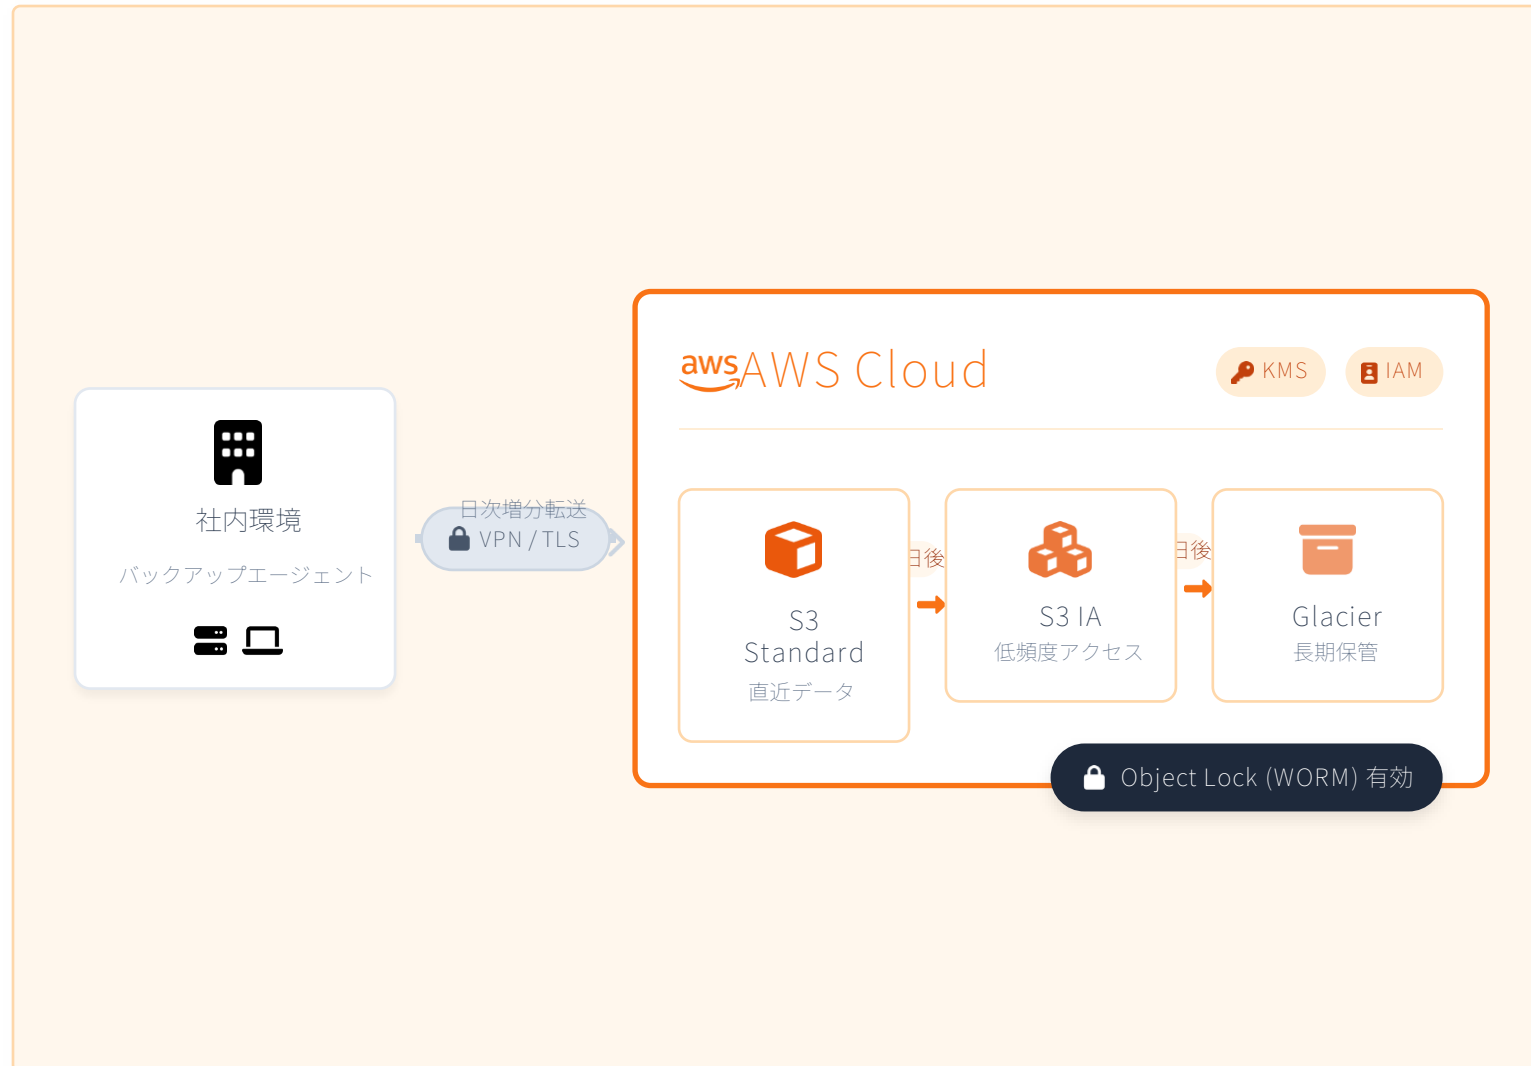 aws AWS Cloud
KMS
IAM
社内環境
バックアップエージェント
日次増分転送
VPN / TLS
S3
Standard
直近データ
日後
S3 IA
低頻度アクセス
日後
Glacier
長期保管
Object Lock (WORM) 有効